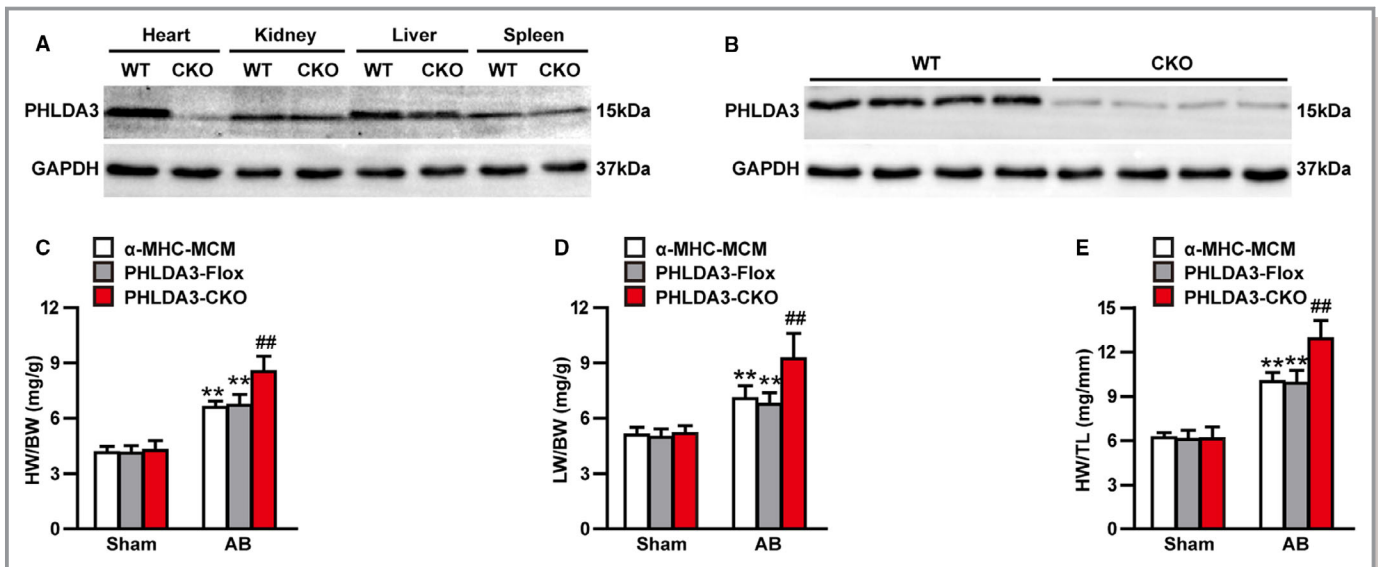 A
Heart Kidney Liver Spleen
WT CKO WT CKO WT CKO WT CKO
PHLDA3 15kDa
GAPDH 37kDa
B
WT CKO
PHLDA3 15kDa
GAPDH 37kDa
C
α-MHC-MCM
PHLDA3-Flox
PHLDA3-CKO
HW/BW (mg/g)
12
9
6
3
0
** ** ##
Sham AB
D
α-MHC-MCM
PHLDA3-Flox
PHLDA3-CKO
LW/BW (mg/g)
12
9
6
3
0
** ** ##
Sham AB
E
α-MHC-MCM
PHLDA3-Flox
PHLDA3-CKO
HW/TL (mg/mm)
15
12
9
6
3
0
** ** ##
Sham AB